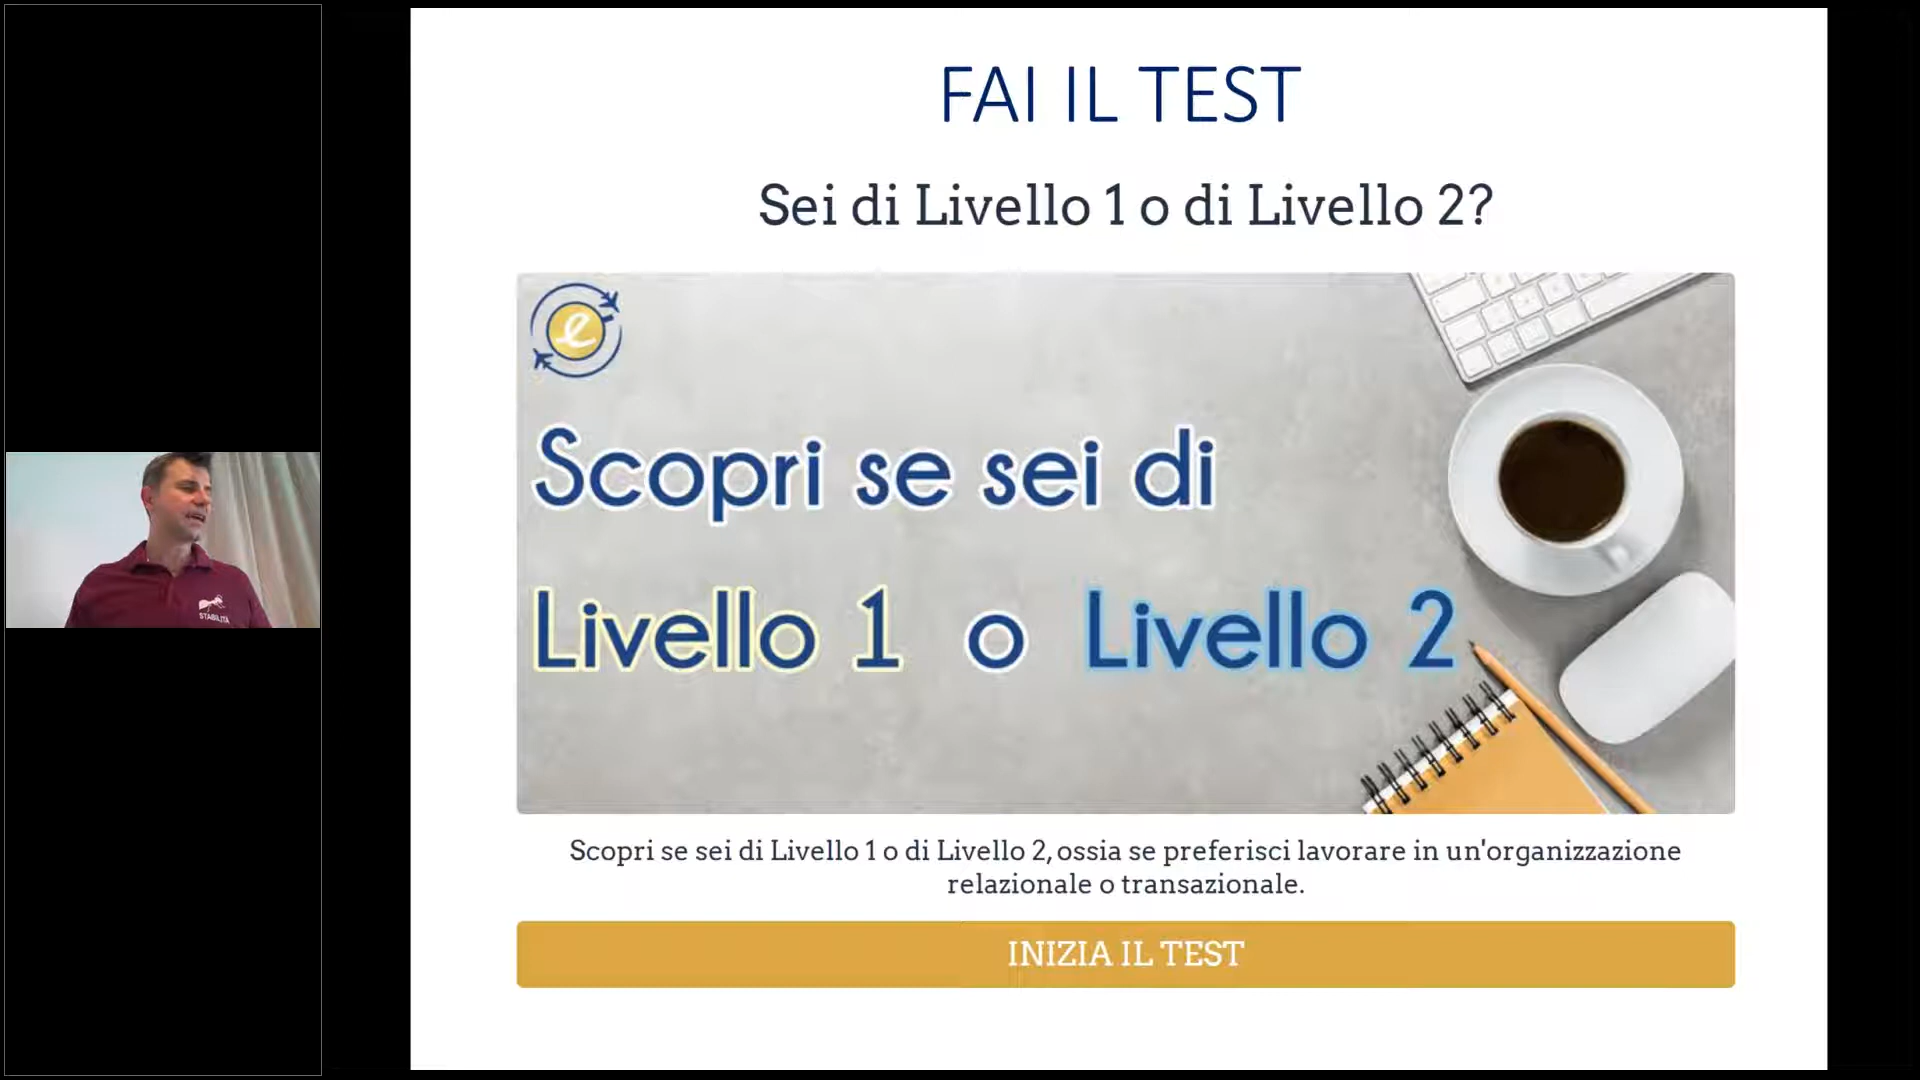 FAI IL TEST
Sei di Livello 1 o di Livello 2?
e
Scopri se sei di
Livello 1 o Livello 2
Scopri se sei di Livello 1 o di Livello 2, ossia se preferisci lavorare in un'organizzazione
relazionale o transazionale.
INIZIA IL TEST
STABILITA